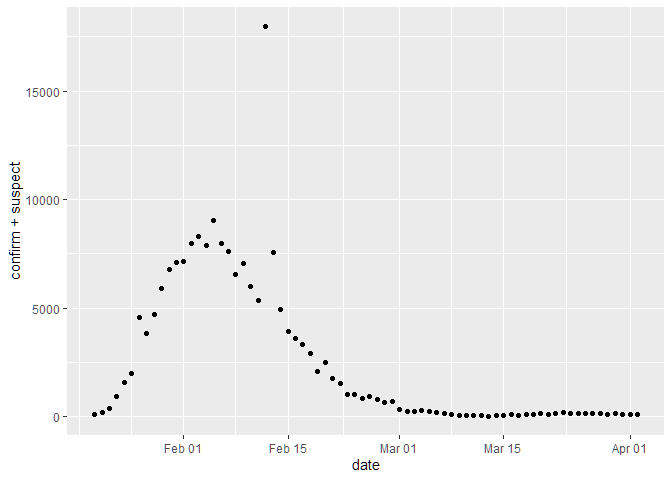 confirm + suspect
15000
10000
5000
0
Feb 01
Feb 15
Mar 01
Mar 15
Apr 01
date